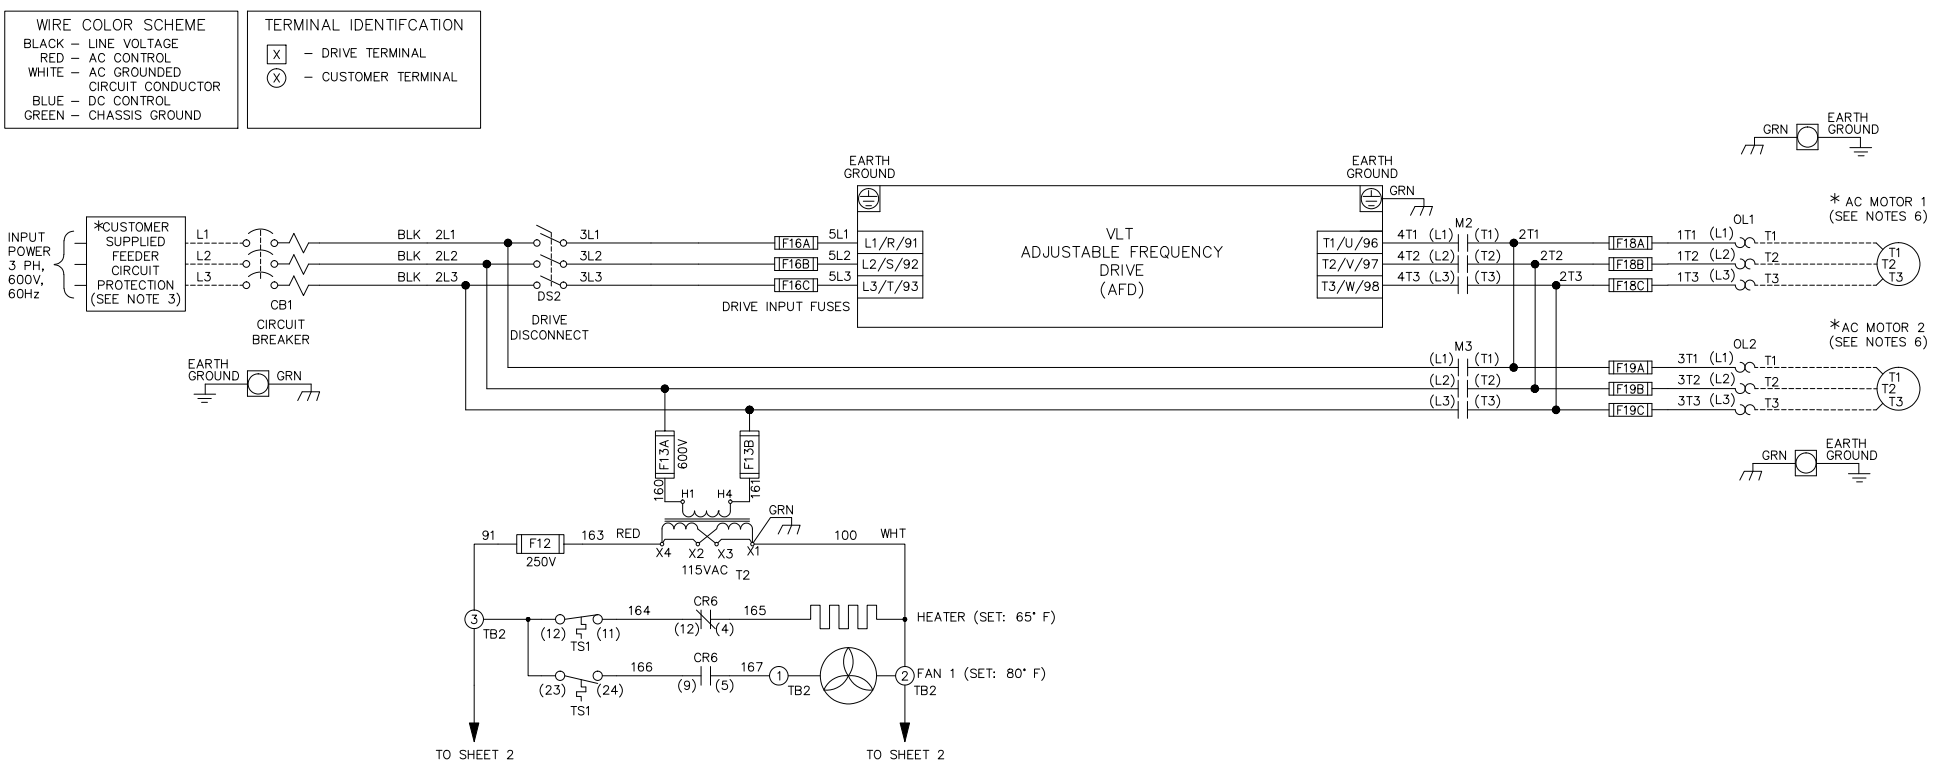 WIRE COLOR SCHEME
BLACK – LINE VOLTAGE
RED – AC CONTROL
WHITE – AC GROUNDED
CIRCUIT CONDUCTOR
BLUE – DC CONTROL
GREEN – CHASSIS GROUND
TERMINAL IDENTIFCATION
X – DRIVE TERMINAL
X – CUSTOMER TERMINAL
INPUT
POWER
3 PH,
600V,
60Hz
*CUSTOMER
SUPPLIED
FEEDER
CIRCUIT
PROTECTION
(SEE NOTE 3)
L1
L2
L3
CB1
CIRCUIT
BREAKER
BLK 2L1
BLK 2L2
BLK 2L3
DS2
DRIVE
DISCONNECT
3L1
3L2
3L3
F16A
F16B
F16C
DRIVE INPUT FUSES
5L1
5L2
5L3
EARTH
GROUND
L1/R/91
L2/S/92
L3/T/93
VLT
ADJUSTABLE FREQUENCY
DRIVE
(AFD)
EARTH
GROUND
GRN
T1/U/96
T2/V/97
T3/W/98
4T1 (L1)
4T2 (L2)
4T3 (L3)
M2
(T1)
(T2)
(T3)
2T1
2T2
2T3
F18A
F18B
F18C
1T1 (L1)
1T2 (L2)
1T3 (L3)
OL1
T1
T2
T3
GRN
EARTH
GROUND
* AC MOTOR 1
(SEE NOTES 6)
T1
T2
T3
M3
(L1) (T1)
(L2) (T2)
(L3) (T3)
F19A
F19B
F19C
3T1 (L1)
3T2 (L2)
3T3 (L3)
OL2
T1
T2
T3
* AC MOTOR 2
(SEE NOTES 6)
T1
T2
T3
GRN
EARTH
GROUND
EARTH
GROUND
GRN
F13A
600V
F13B
160
161
H1 H4
GRN
91
F12
250V
163 RED
X4 X2 X3 X1
115VAC T2
100 WHT
3
TB2
(12) (11)
TS1
164
CR6
(12) (4)
165
HEATER (SET: 65° F)
(23) (24)
TS1
166
CR6
(9) (5)
167
1
TB2
2
TB2
FAN 1 (SET: 80° F)
TO SHEET 2
TO SHEET 2